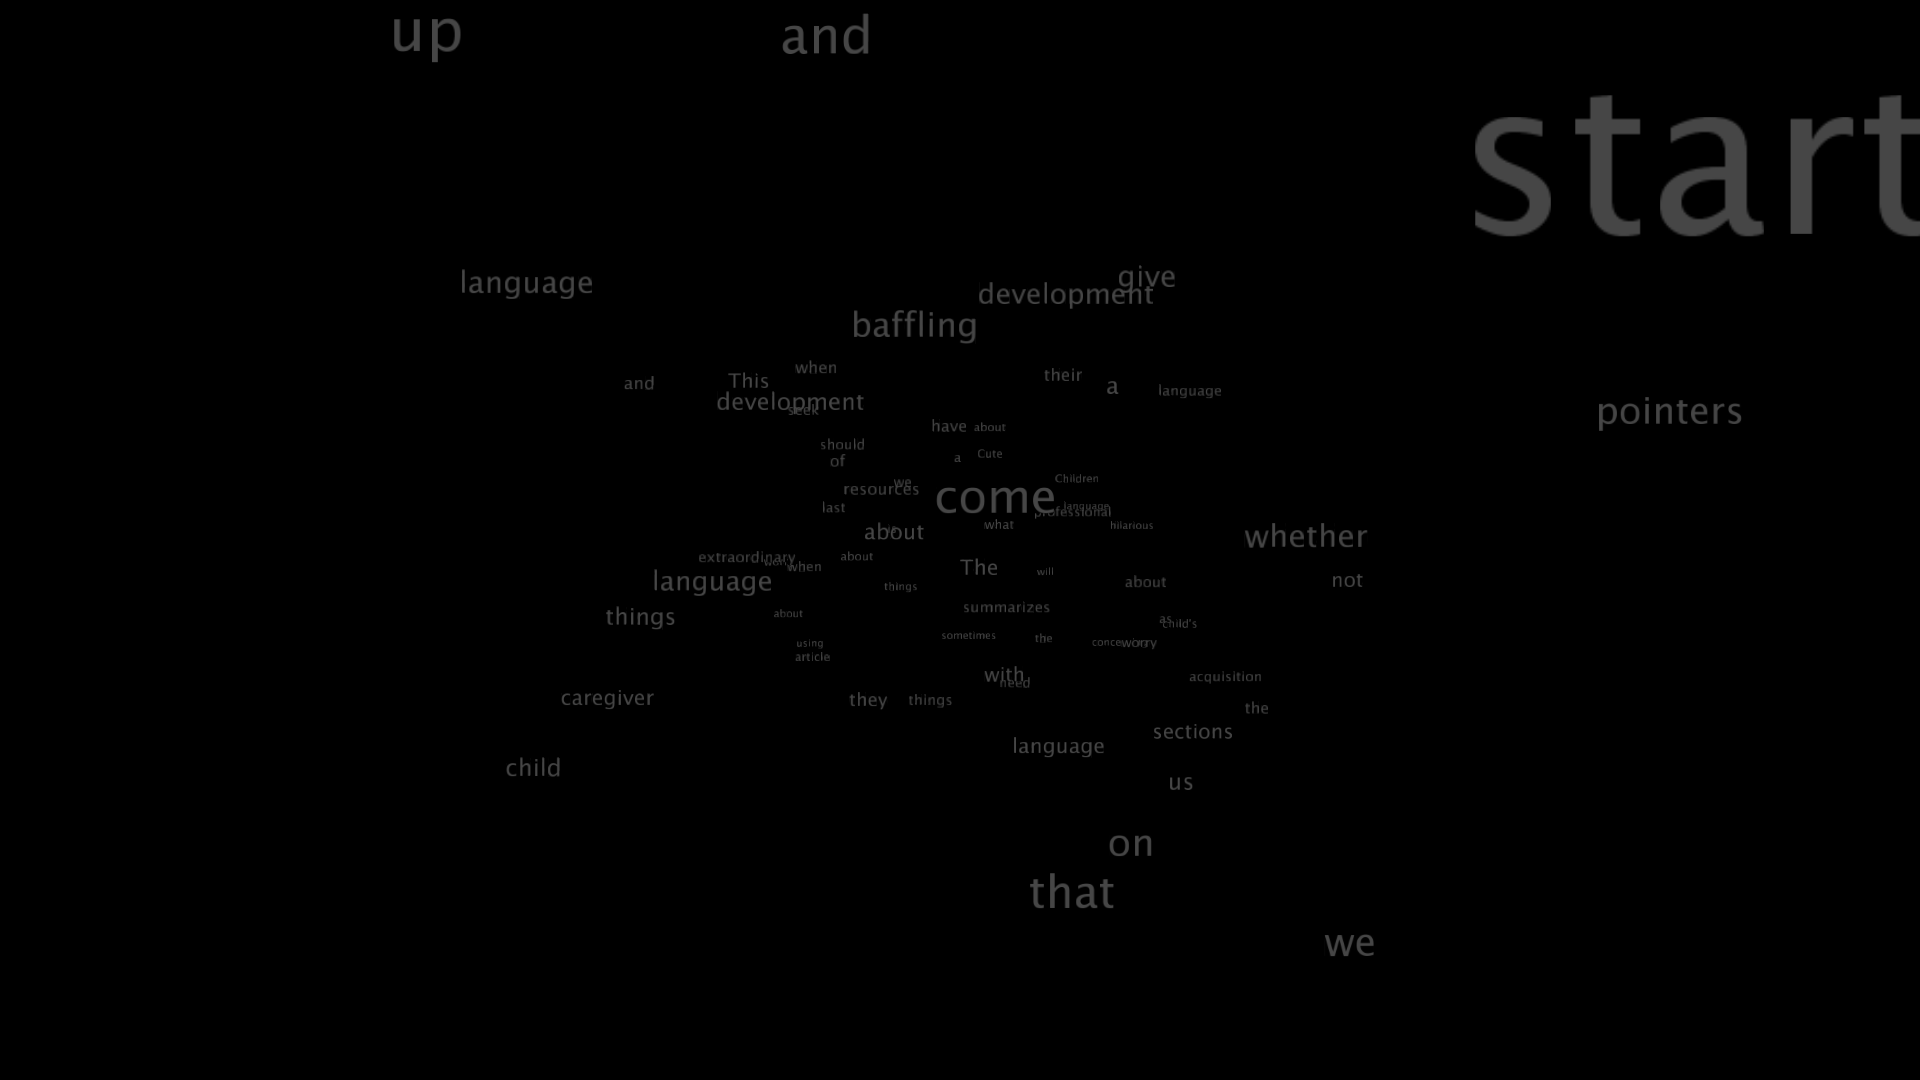 up
and
start
language
give
development
baffling
when
This
and
development
seek
their
a
language
pointers
have
about
should
of
a
Cute
we
resources
Children
come
last
language
professional
about
what
hilarious
whether
extraordinary
when
about
The
will
language
things
about
not
things
about
summarizes
as
child's
using
article
sometimes
the
worry
with
need
acquisition
caregiver
they
things
the
sections
language
child
us
on
that
we